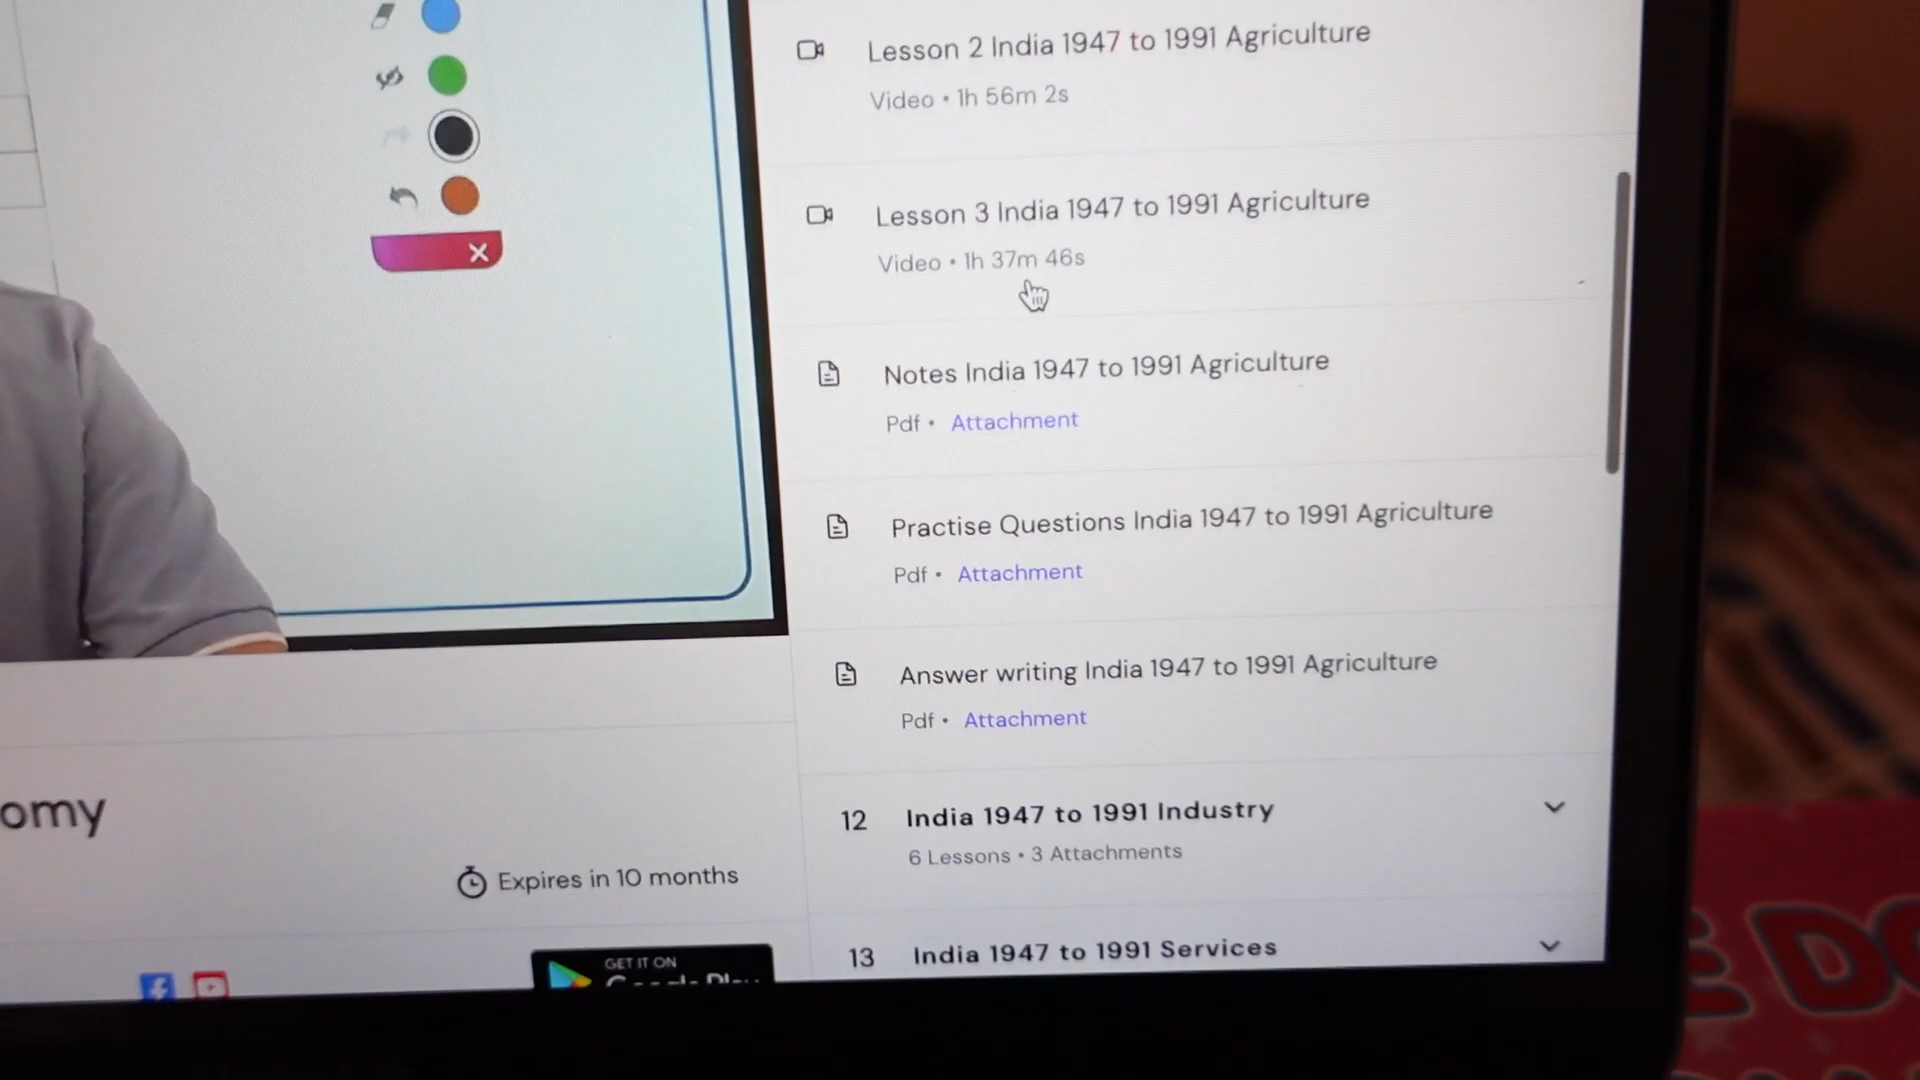 Lesson 2 India 1947 to 1991 Agriculture
Video • 1h 56m 2s
Lesson 3 India 1947 to 1991 Agriculture
Video • 1h 37m 46s
Notes India 1947 to 1991 Agriculture
Pdf • Attachment
Practise Questions India 1947 to 1991 Agriculture
Pdf • Attachment
Answer writing India 1947 to 1991 Agriculture
Pdf • Attachment
12 India 1947 to 1991 Industry
6 Lessons • 3 Attachments
13 India 1947 to 1991 Services
omy
Expires in 10 months
GET IT ON
Google Play
E DO